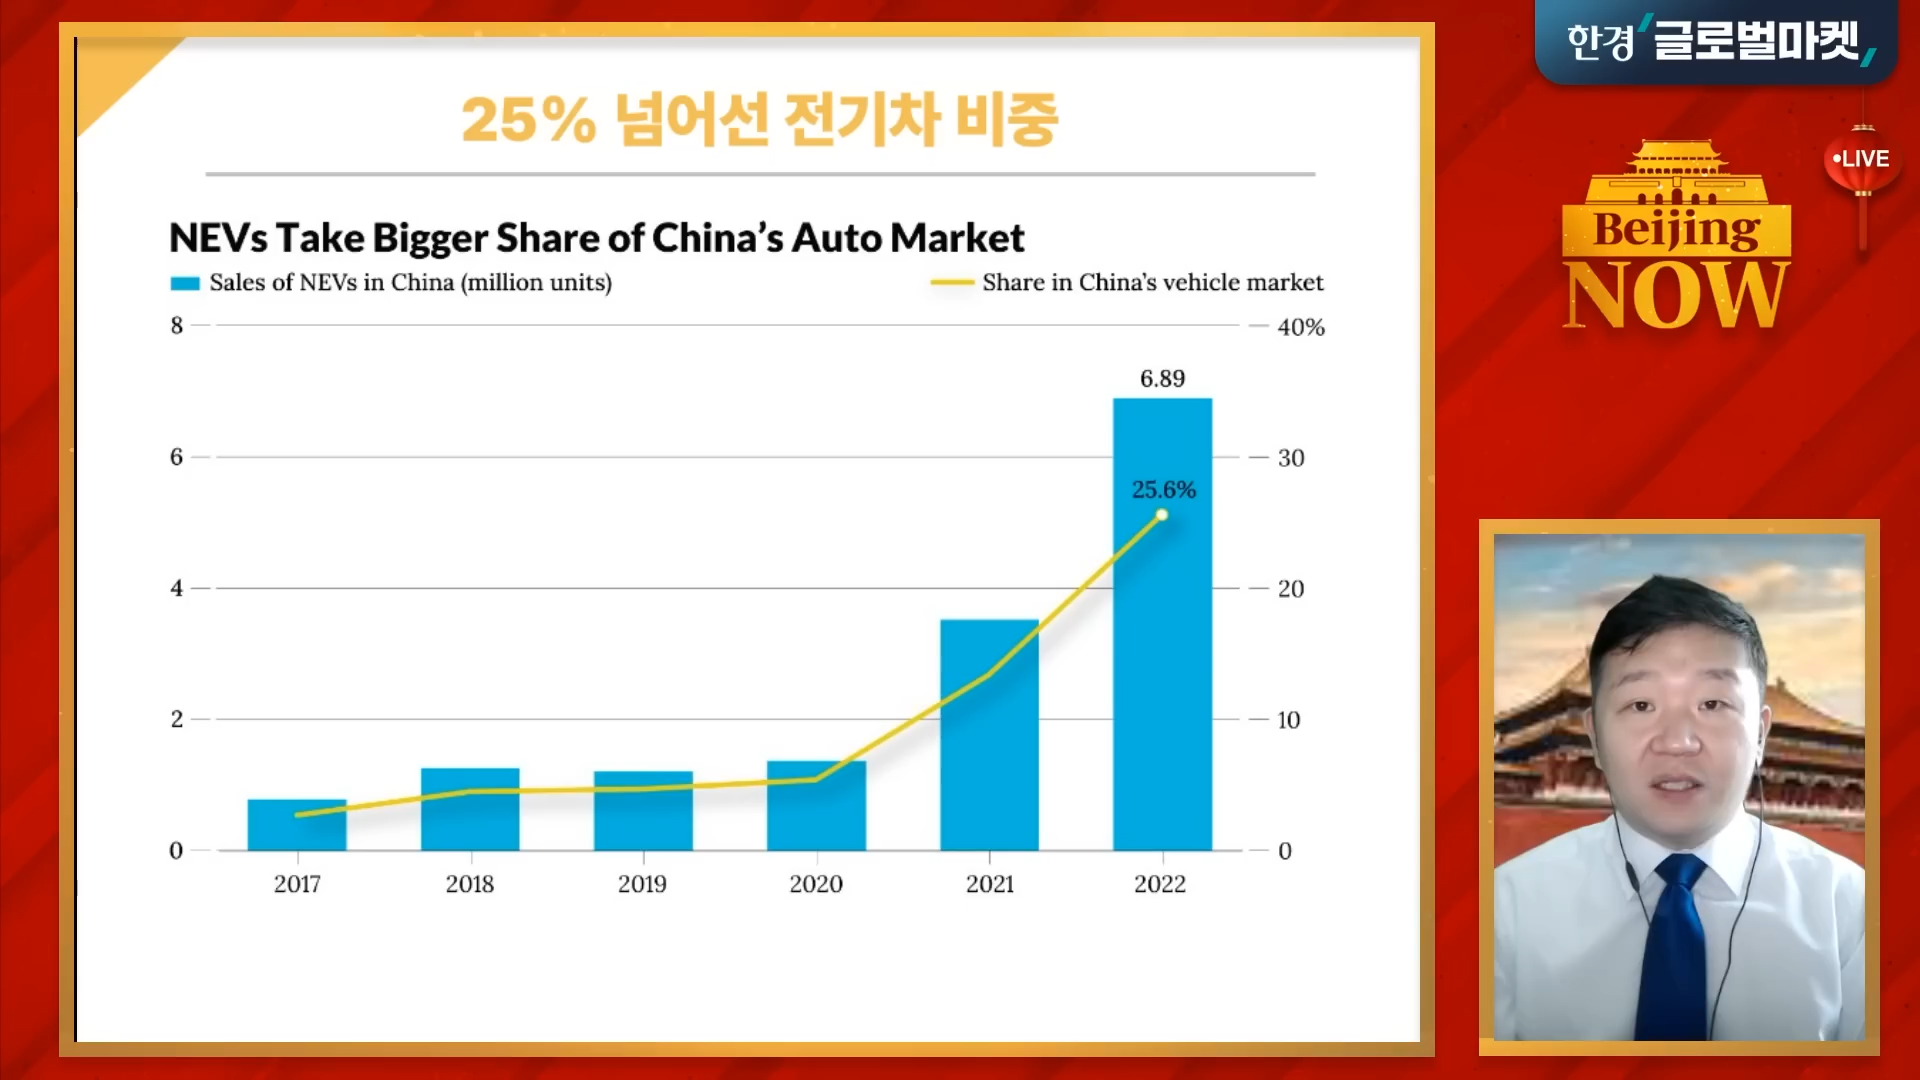 25% 넘어선 전기차 비중
NEVs Take Bigger Share of China’s Auto Market
Sales of NEVs in China (million units)
Share in China’s vehicle market
8
40%
6.89
6
30
25.6%
4
20
2
10
0
0
2017
2018
2019
2020
2021
2022
한경 글로벌마켓
•LIVE
Beijing
NOW